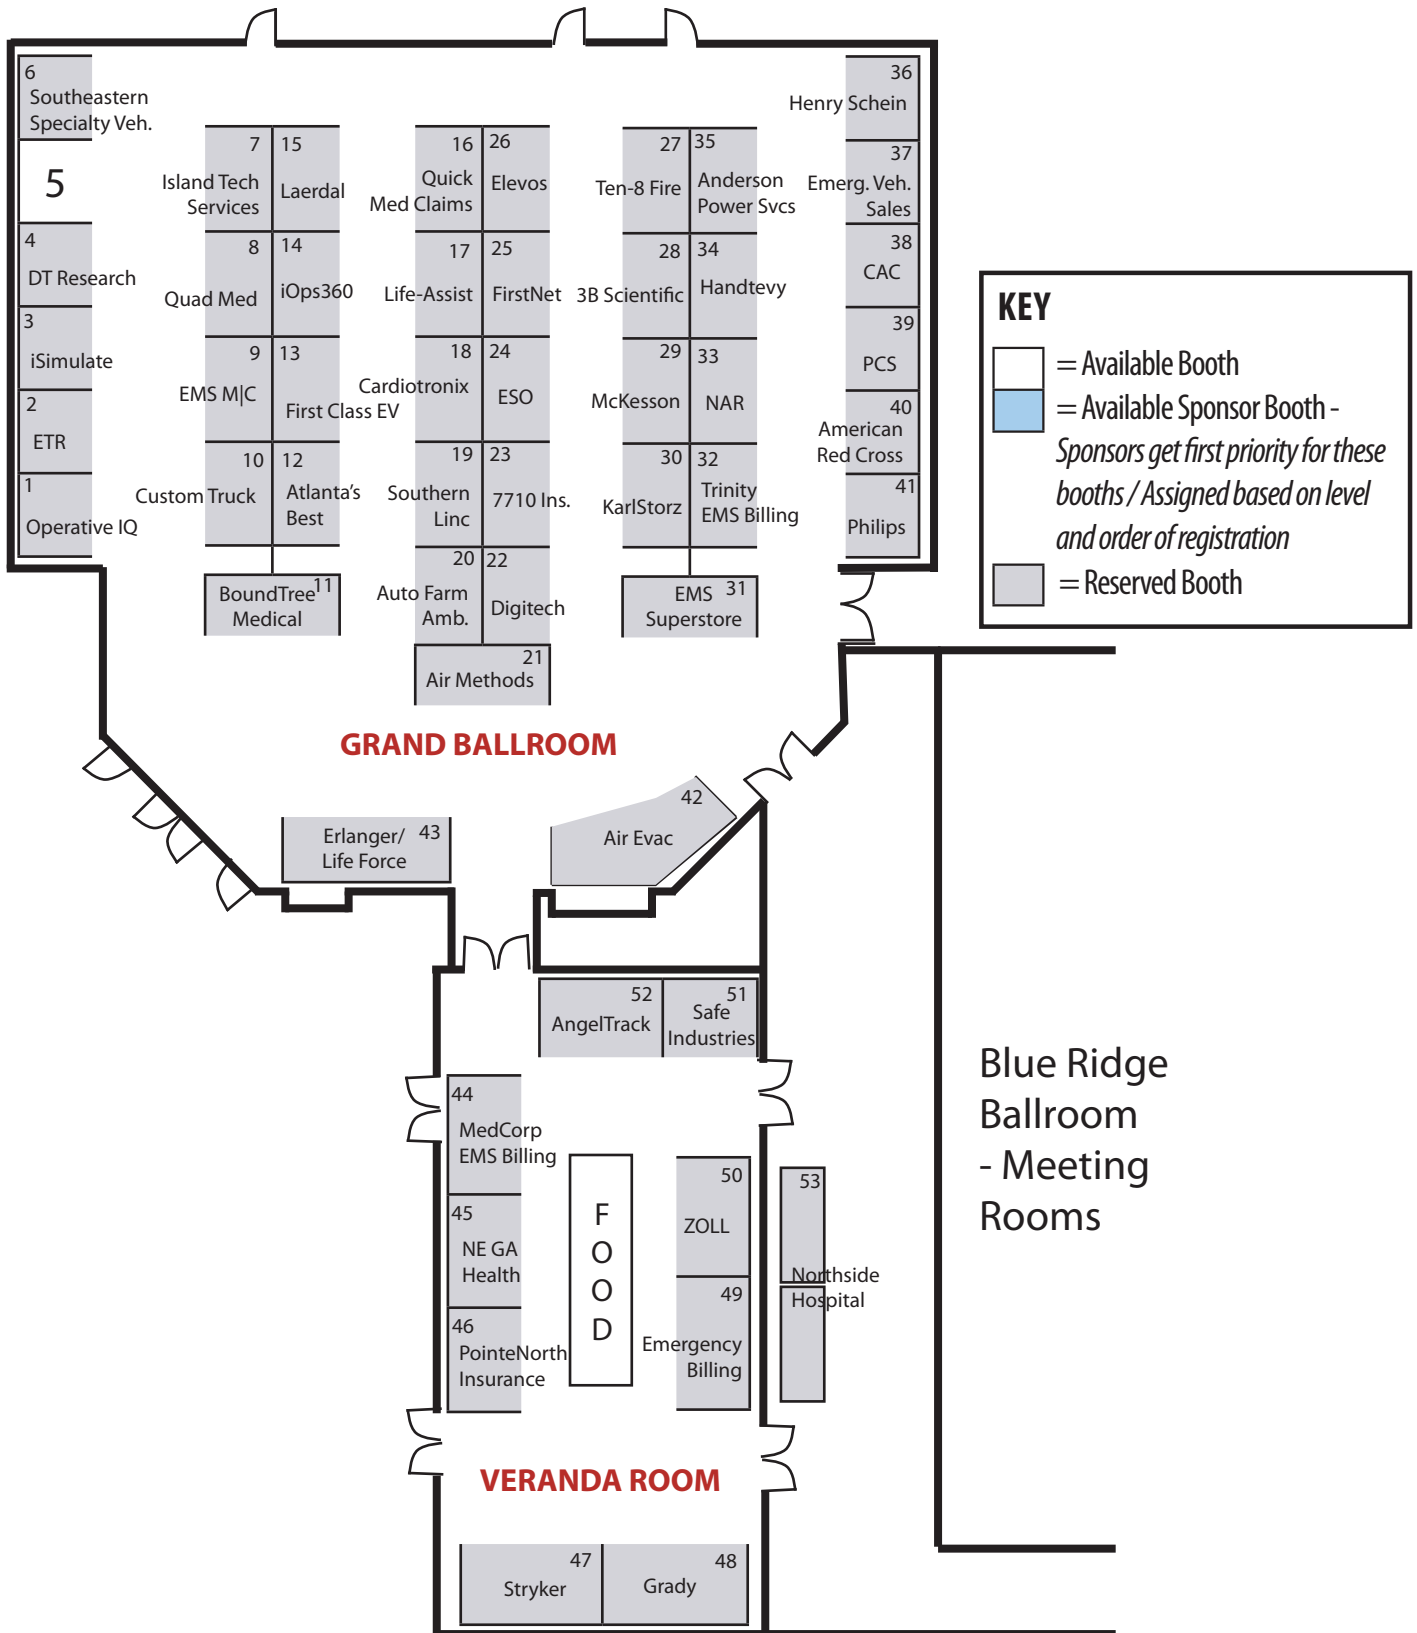 6
Southeastern
Specialty Veh.
5
4
DT Research
3
iSimulate
2
ETR
1
Operative IQ
7
Island Tech
Services
8
Quad Med
9
EMS M|C
10
Custom Truck
15
Laerdal
14
iOps360
13
First Class EV
12
Atlanta's
Best
BoundTree 11
Medical
16
Quick
Med Claims
17
Life-Assist
18
Cardiotronix
19
Southern
Linc
20
Auto Farm
Amb.
26
Elevos
25
FirstNet
24
ESO
23
7710 Ins.
22
Digitech
21
Air Methods
27
Ten-8 Fire
28
3B Scientific
29
McKesson
30
KarlStorz
35
Anderson
Power Svcs
34
Handtevy
33
NAR
32
Trinity
EMS Billing
EMS 31
Superstore
36
Henry Schein
37
Emerg. Veh.
Sales
38
CAC
39
PCS
40
American
Red Cross
41
Philips
KEY
= Available Booth
= Available Sponsor Booth -
Sponsors get first priority for these
booths / Assigned based on level
and order of registration
= Reserved Booth
GRAND BALLROOM
Erlanger/ 43
Life Force
42
Air Evac
52
AngelTrack
51
Safe
Industries
44
MedCorp
EMS Billing
45
NE GA
Health
46
PointeNorth
Insurance
F
O
O
D
50
ZOLL
49
Emergency
Billing
53
Northside
Hospital
Blue Ridge
Ballroom
- Meeting
Rooms
VERANDA ROOM
47
Stryker
48
Grady